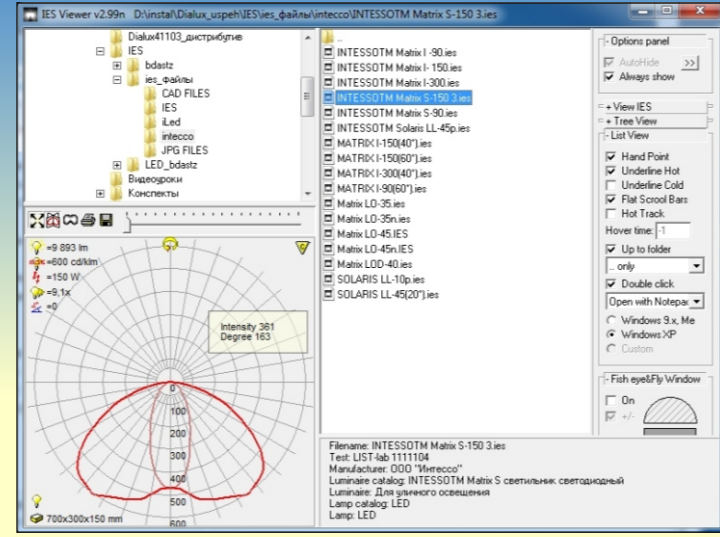 IES Viewer v2.99n D:\instal\Dialux_uspeh\IES\ies_файлы\intecco\INTESSOTM Matrix S-150 3.ies
Dialux41103_дистрибутив
IES
bdastz
ies_файлы
CAD FILES
IES
iLed
intecco
JPG FILES
LED_bdastz
Видеоуроки
Конспекты
..
INTESSOTM Matrix I -90.ies
INTESSOTM Matrix I- 150.ies
INTESSOTM Matrix I-300.ies
INTESSOTM Matrix S-150 3.ies
INTESSOTM Matrix S-90.ies
INTESSOTM Solaris LL-45p.ies
MATRIX I-150(40°).ies
MATRIX I-150(60°).ies
MATRIX I-300(40°).ies
MATRIX I-90(60°).ies
Matrix LO-35.ies
Matrix LO-35n.ies
Matrix LO-45.IES
Matrix LO-45n.IES
Matrix LOD-40.ies
SOLARIS LL-10p.ies
SOLARIS LL-45(20°).ies
- Options panel
AutoHide >>|
Always show
+ View IES
+ Tree View
- List View
Hand Point
Underline Hot
Underline Cold
Flat Scrool Bars
Hot Track
Hover time: -1
Up to folder
.. only
Double click
Open with Notepac
Windows 9.x, Me
Windows XP
Custom
- Fish eye&Fly Window
On
+/-
=9 893 lm
=600 cd/klm
=150 W
=9,1x
=0
C
Intensity 361
Degree 163
0
100
200
300
400
500
600
700x300x150 mm
Filename: INTESSOTM Matrix S-150 3.ies
Test: LIST-lab 1111104
Manufacturer: ООО "Интессо"
Luminaire catalog: INTESSOTM Matrix S светильник светодиодный
Luminaire: Для уличного освещения
Lamp catalog: LED
Lamp: LED